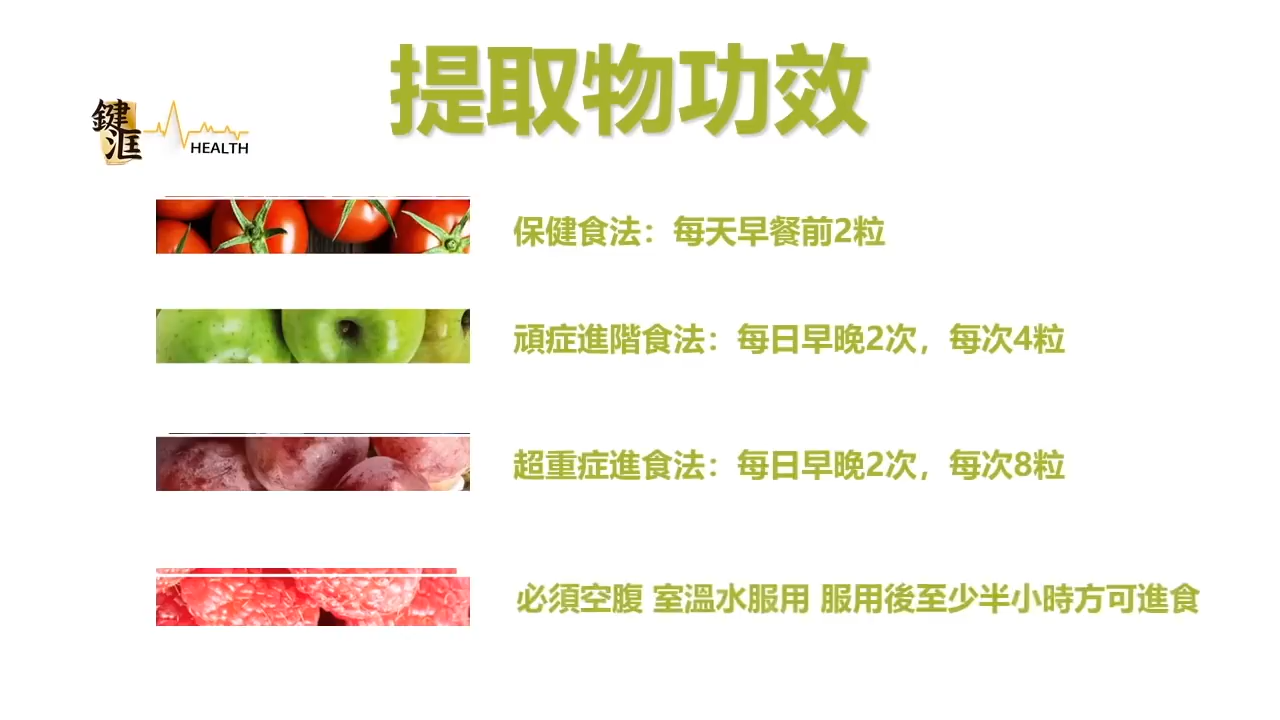 提取物功效
鍵滙
HEALTH
保健食法：每天早餐前2粒
頑症進階食法：每日早晚2次，每次4粒
超重症進食法：每日早晚2次，每次8粒
必須空腹 室溫水服用 服用後至少半小時方可進食